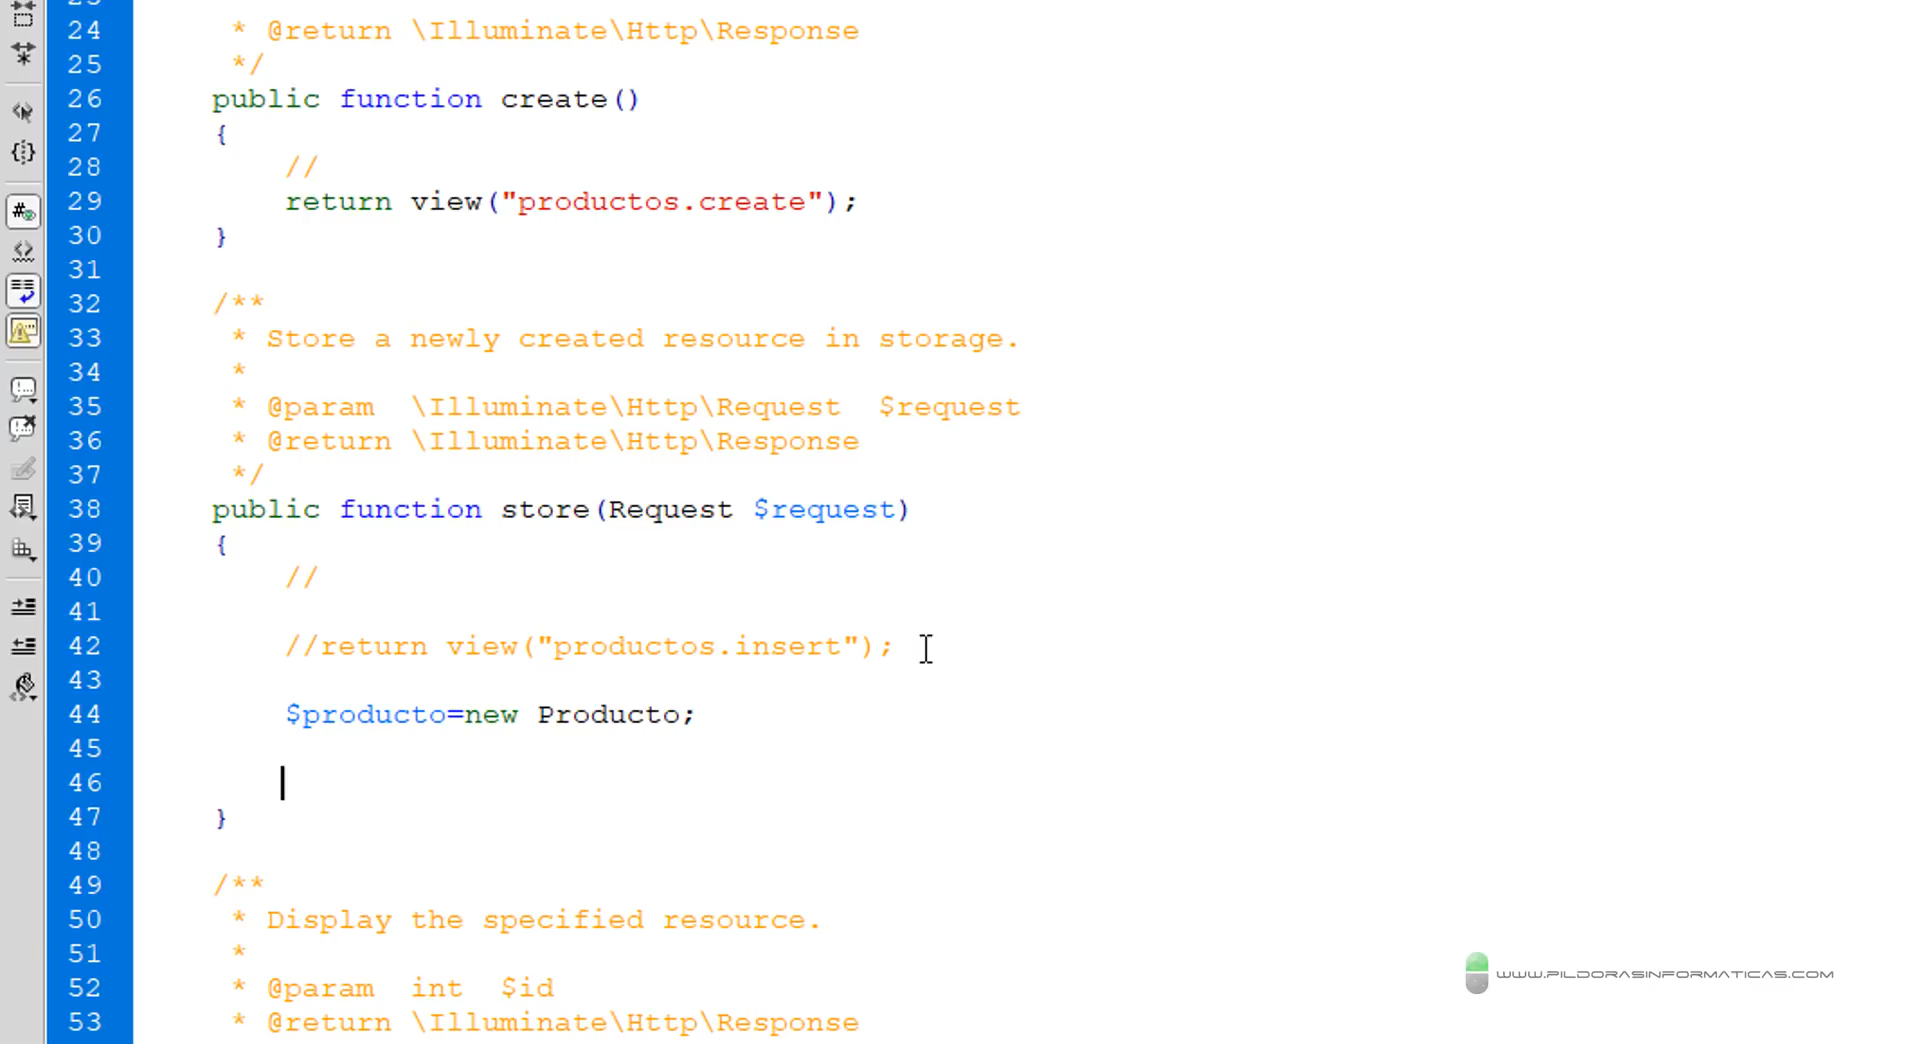 24 * @return \Illuminate\Http\Response
25 */
26 public function create()
27 {
28 //
29 return view("productos.create");
30 }
31
32 /**
33 * Store a newly created resource in storage.
34 *
35 * @param \Illuminate\Http\Request $request
36 * @return \Illuminate\Http\Response
37 */
38 public function store(Request $request)
39 {
40 //
41
42 //return view("productos.insert");
43
44 $producto=new Producto;
45
46
47 }
48
49 /**
50 * Display the specified resource.
51 *
52 * @param int $id
53 * @return \Illuminate\Http\Response
WWW.PILDORASINFORMATICAS.COM